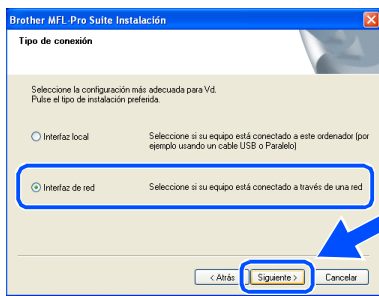 Brother MFL-Pro Suite Instalación
Tipo de conexión
Seleccione la configuración más adecuada para Vd.
Pulse el tipo de instalación preferida.
Interfaz local
Seleccione si su equipo está conectado a este ordenador (por
ejemplo usando un cable USB o Paralelo)
Interfaz de red
Seleccione si su equipo está conectado a través de una red
< Atrás
Siguiente >
Cancelar